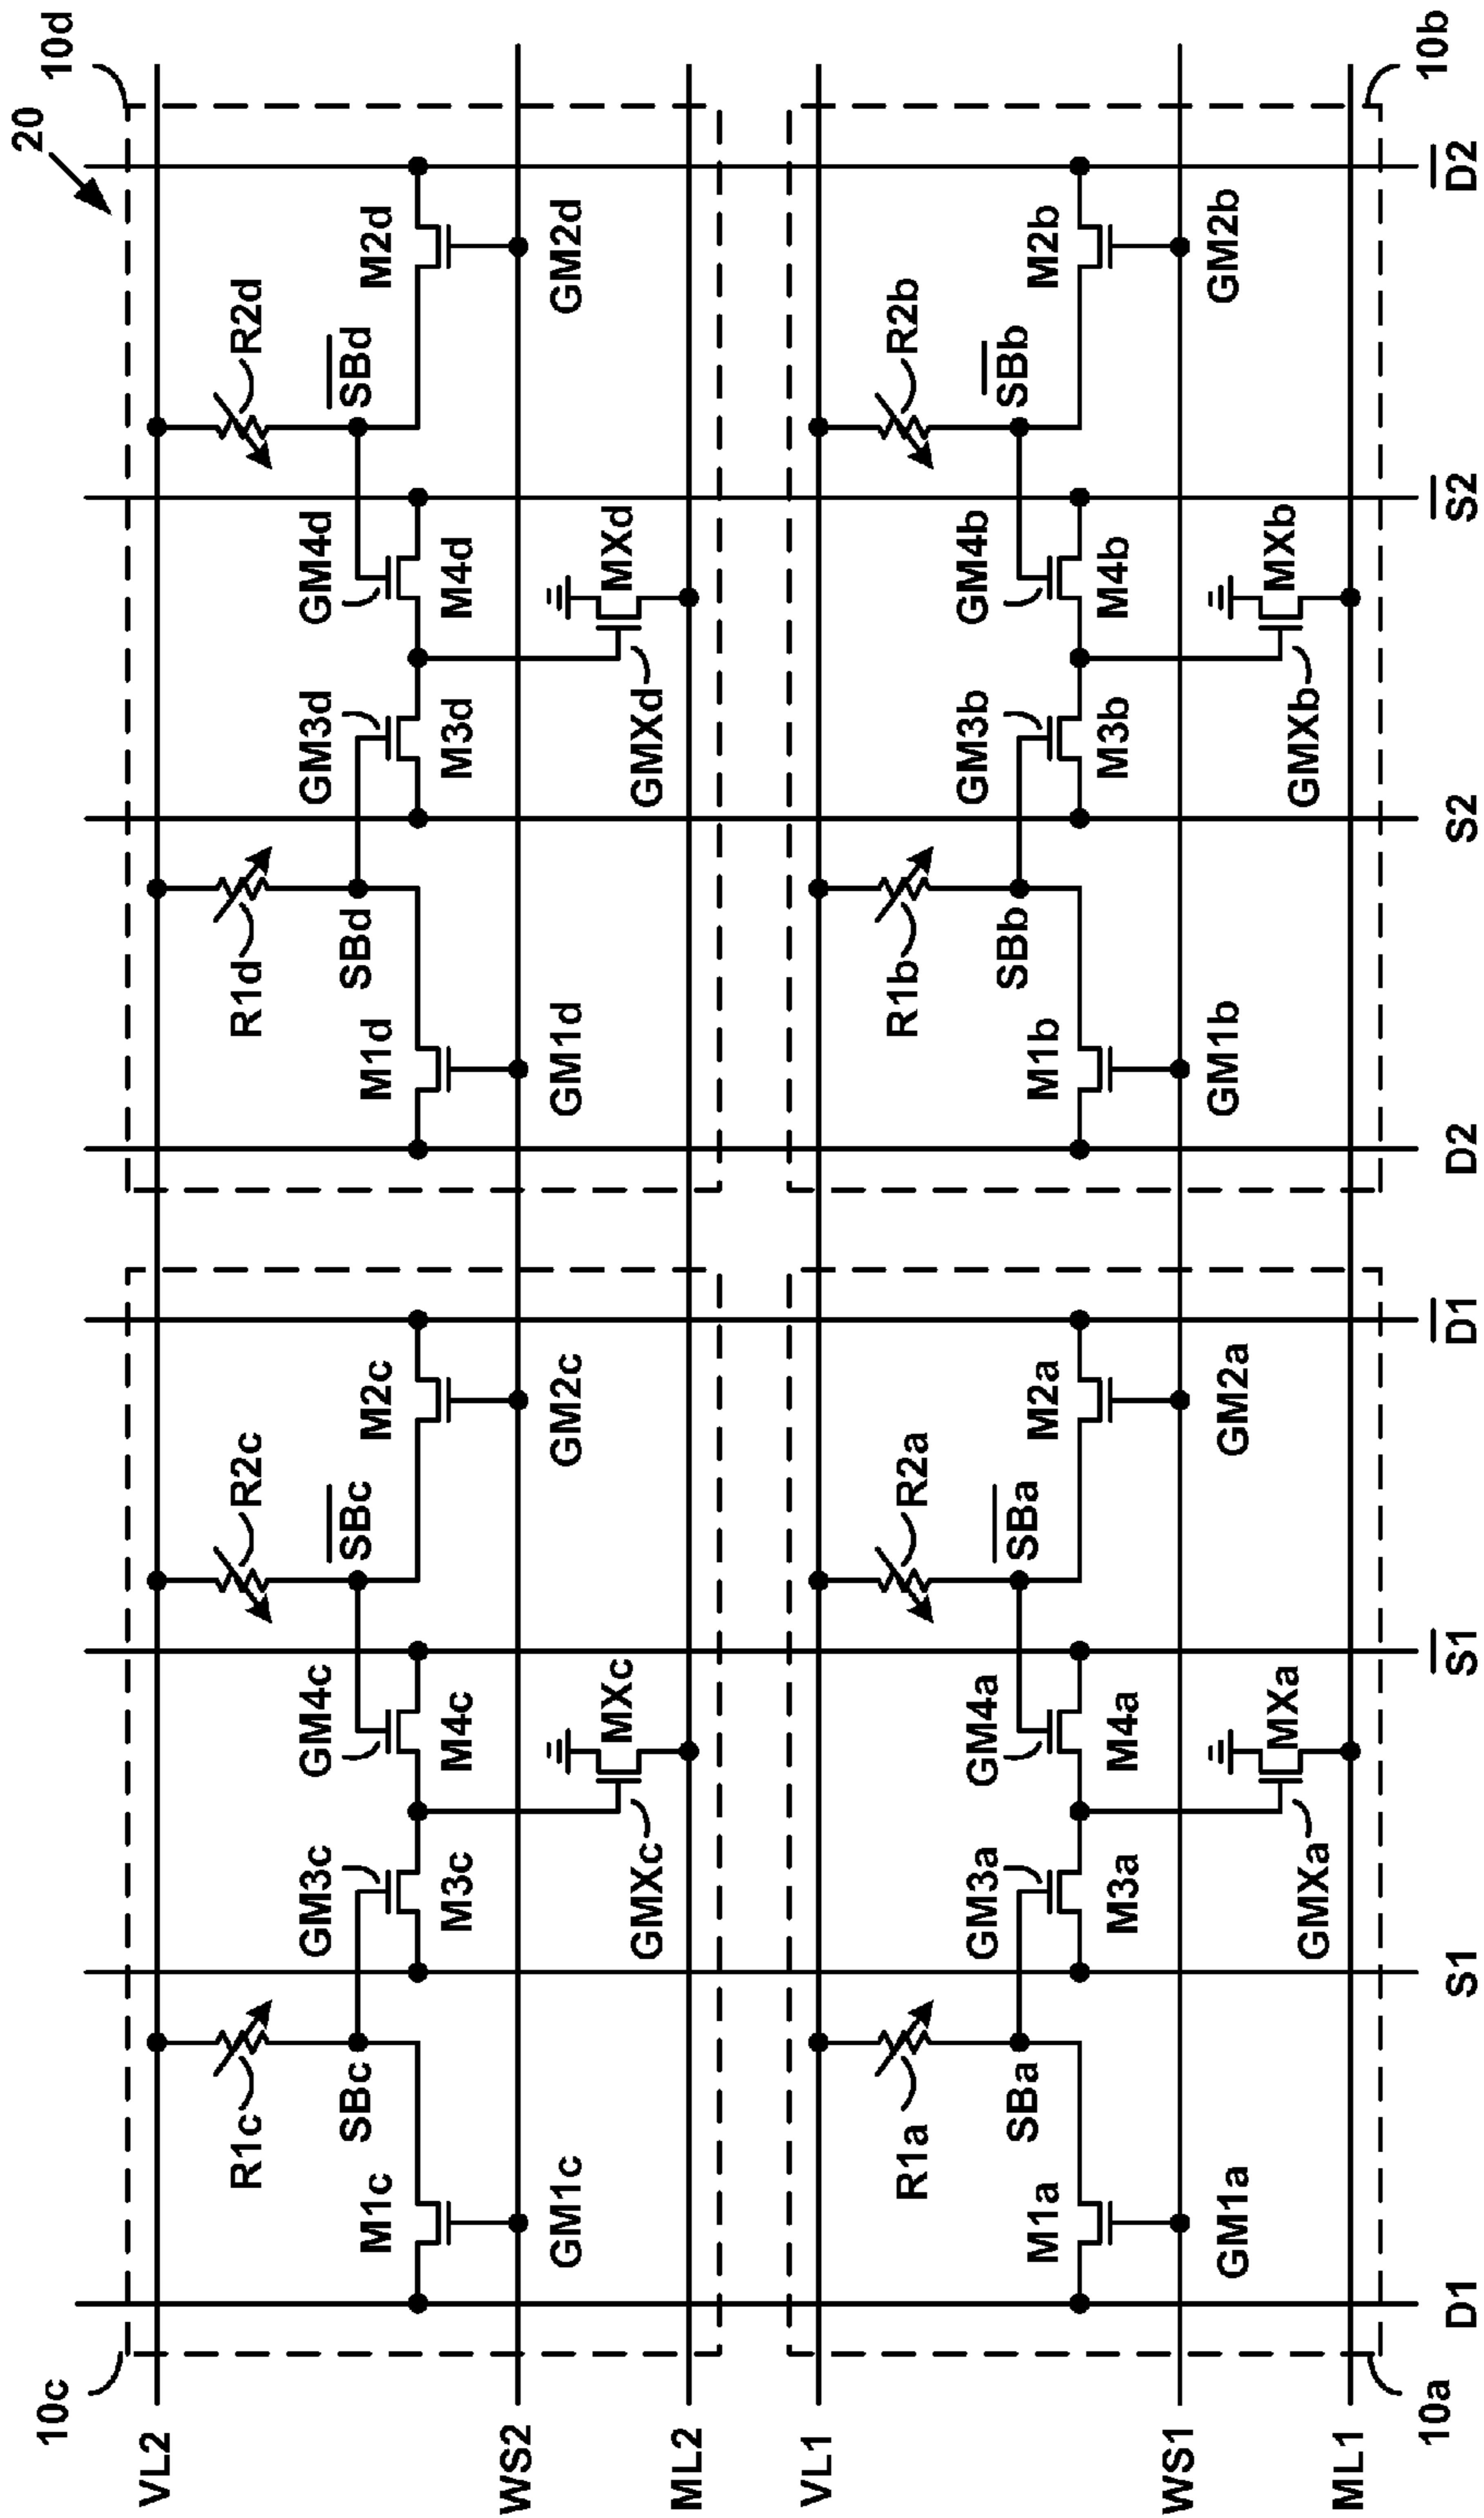 20
10c 10d
VL2
R1c R2c R1d R2d
GM3c GM4c GM3d GM4d
SBc S̅B̅c̅ SBd S̅B̅d̅
M1c M2c M1d M2d
M3c M4c M3d M4d
WS2
GM1c GM2c GM1d GM2d
MXc MXd
GMXc GMXd
ML2
VL1
R1a R2a R1b R2b
GM3a GM4a GM3b GM4b
SBa S̅B̅a̅ SBb S̅B̅b̅
M1a M2a M1b M2b
M3a M4a M3b M4b
WS1
GM1a GM2a GM1b GM2b
MXa MXb
GMXa GMXb
ML1
10a 10b
D1 S1 S̅1̅ D̅1̅ D2 S2 S̅2̅ D̅2̅